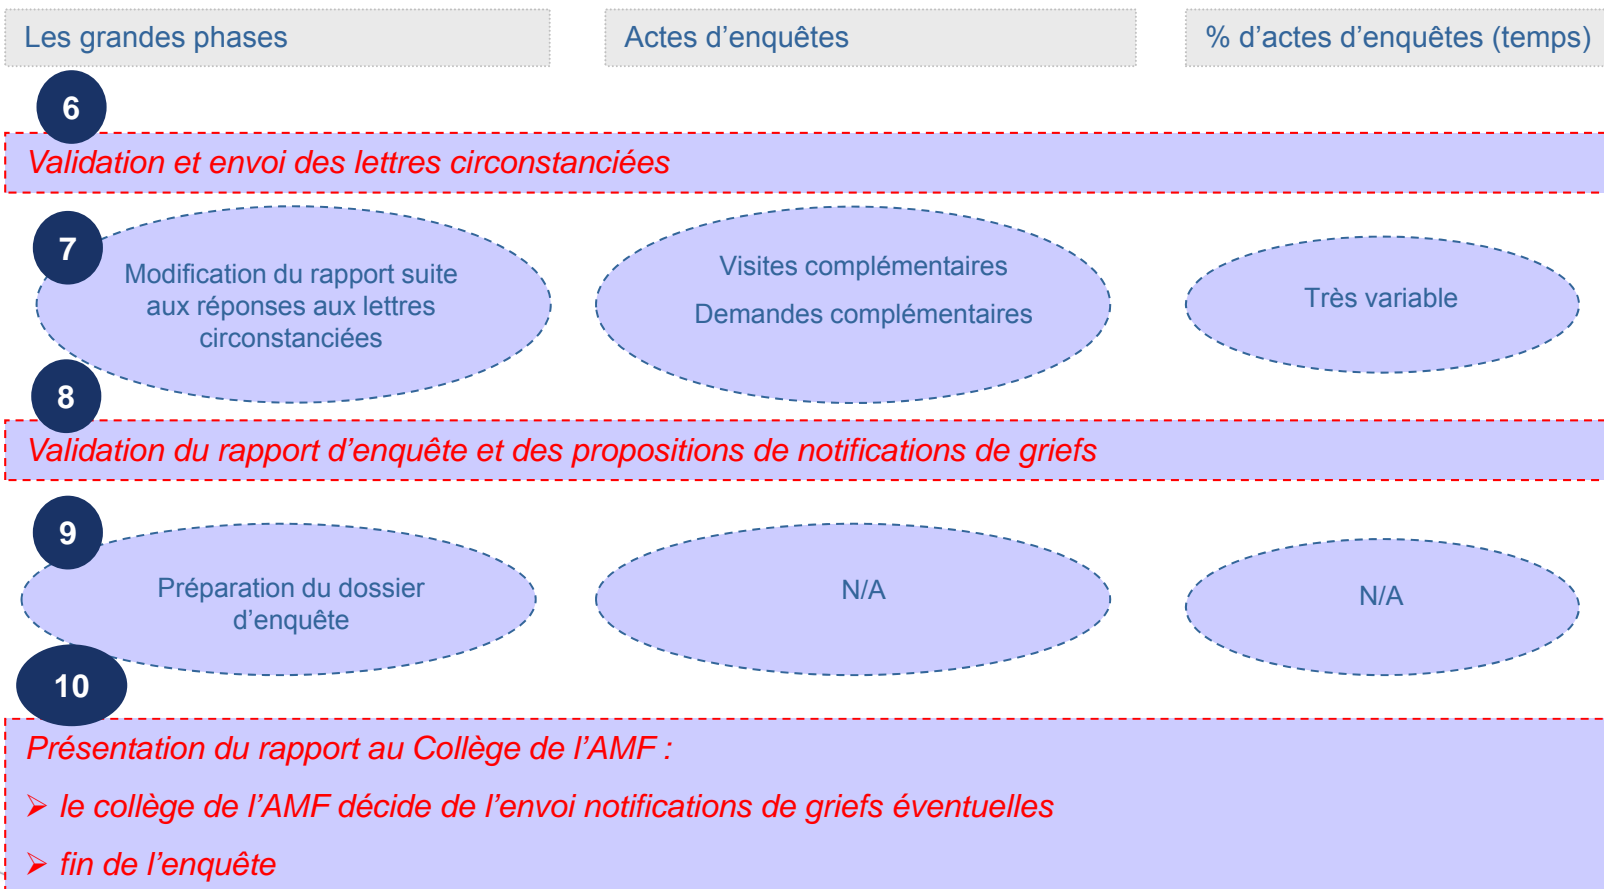 Les grandes phases
Actes d’enquêtes
% d’actes d’enquêtes (temps)
6
Validation et envoi des lettres circonstanciées
7
Modification du rapport suite
aux réponses aux lettres
circonstanciées
Visites complémentaires
Demandes complémentaires
Très variable
8
Validation du rapport d’enquête et des propositions de notifications de griefs
9
Préparation du dossier
d’enquête
N/A
N/A
10
Présentation du rapport au Collège de l’AMF :
➢ le collège de l’AMF décide de l’envoi notifications de griefs éventuelles
➢ fin de l’enquête